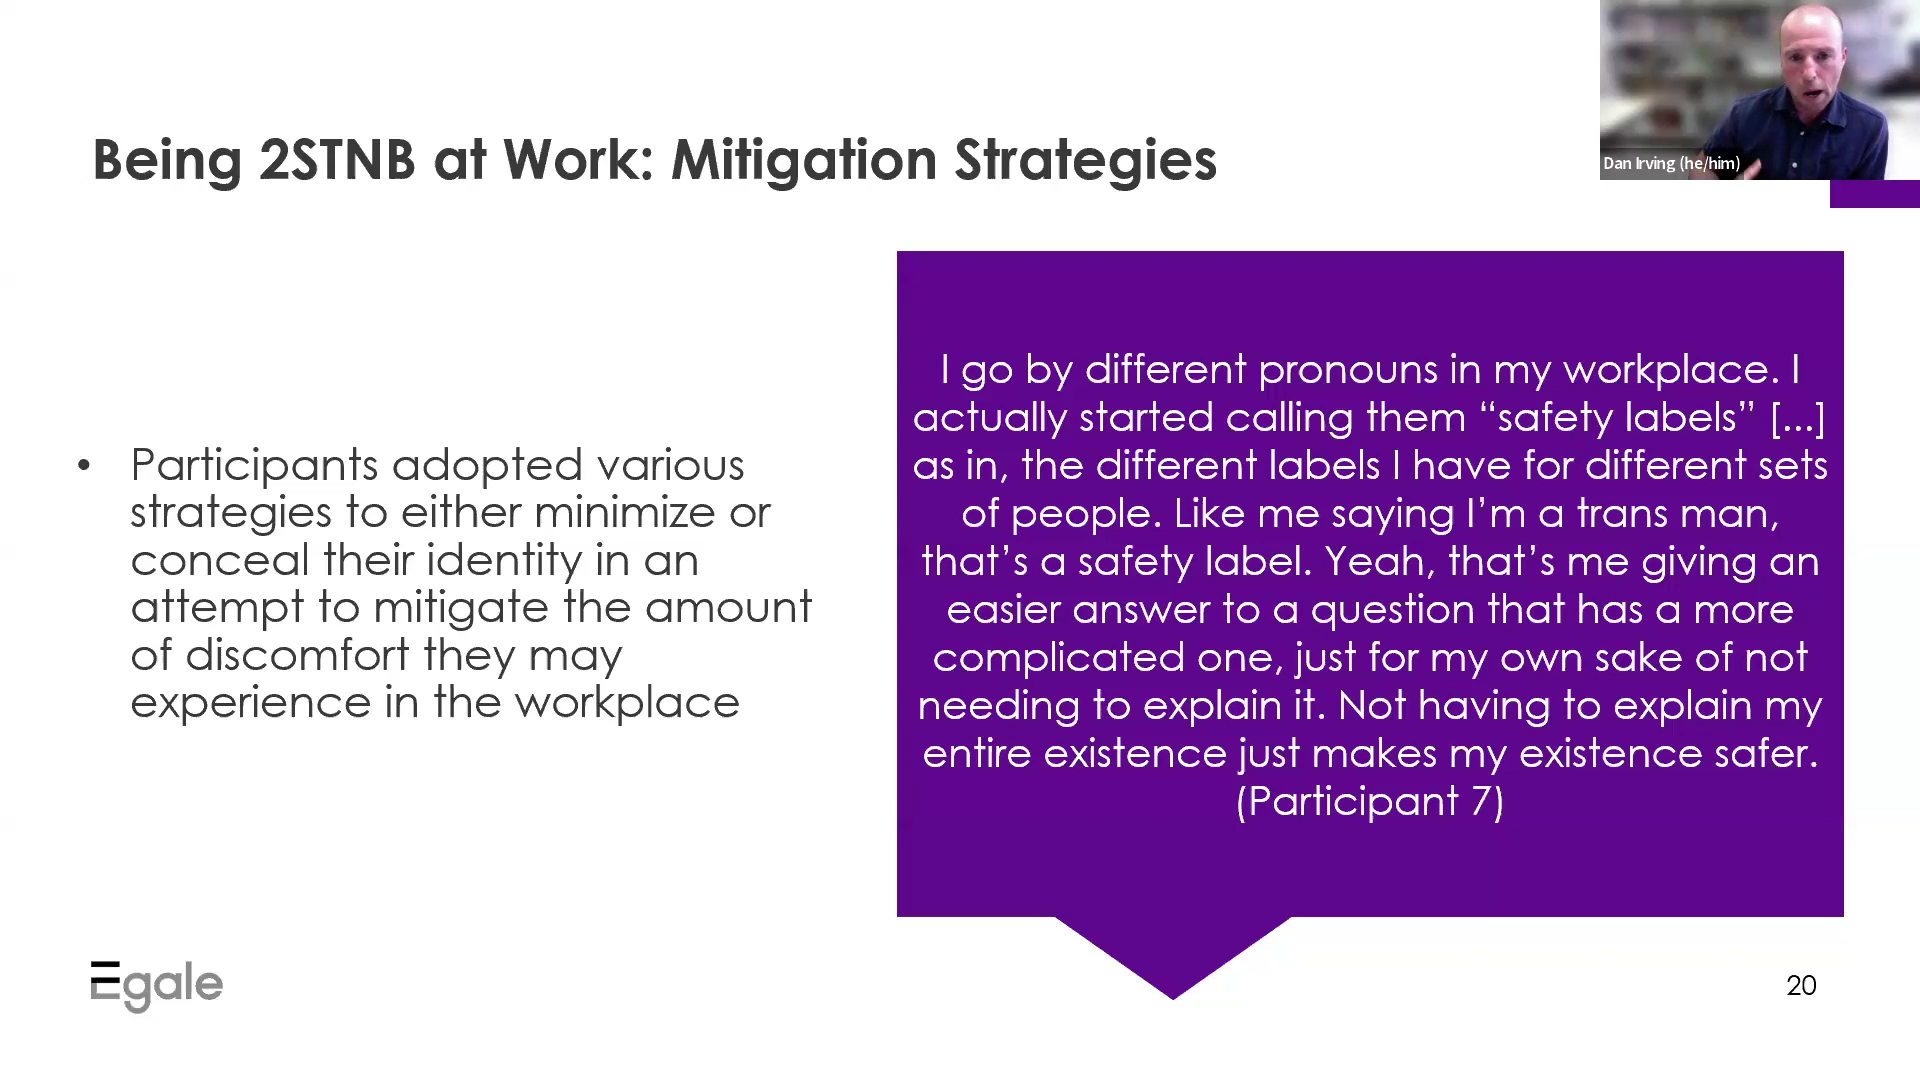 Dan Irving (he/him)
Being 2STNB at Work: Mitigation Strategies
• Participants adopted various
strategies to either minimize or
conceal their identity in an
attempt to mitigate the amount
of discomfort they may
experience in the workplace
I go by different pronouns in my workplace. I
actually started calling them “safety labels” [...]
as in, the different labels I have for different sets
of people. Like me saying I’m a trans man,
that’s a safety label. Yeah, that’s me giving an
easier answer to a question that has a more
complicated one, just for my own sake of not
needing to explain it. Not having to explain my
entire existence just makes my existence safer.
(Participant 7)
Egale
20